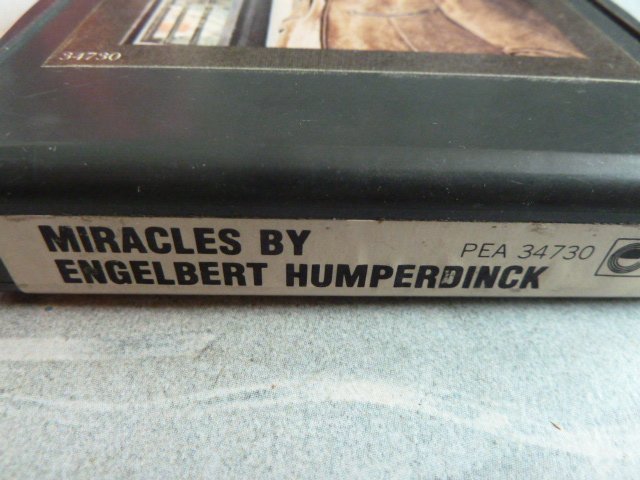 34730
MIRACLES BY
PEA 34730
ENGELBERT HUMPERDINCK